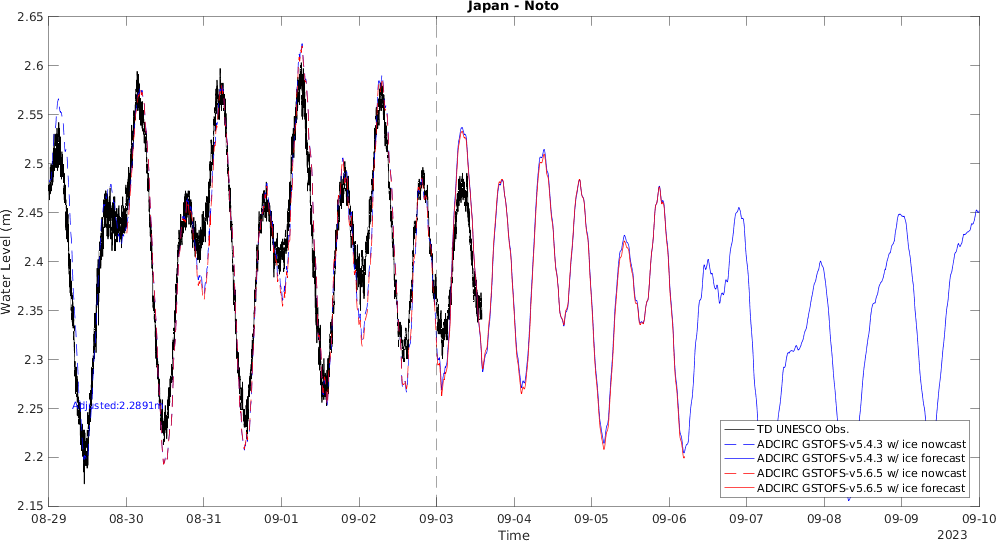 Japan - Noto
Water Level (m)
2.65
2.6
2.55
2.5
2.45
2.4
2.35
2.3
2.25
2.2
2.15
Adjusted:2.2891m
TD UNESCO Obs.
ADCIRC GSTOFS-v5.4.3 w/ ice nowcast
ADCIRC GSTOFS-v5.4.3 w/ ice forecast
ADCIRC GSTOFS-v5.6.5 w/ ice nowcast
ADCIRC GSTOFS-v5.6.5 w/ ice forecast
08-29 08-30 08-31 09-01 09-02 09-03 09-04 09-05 09-06 09-07 09-08 09-09 09-10
Time
2023